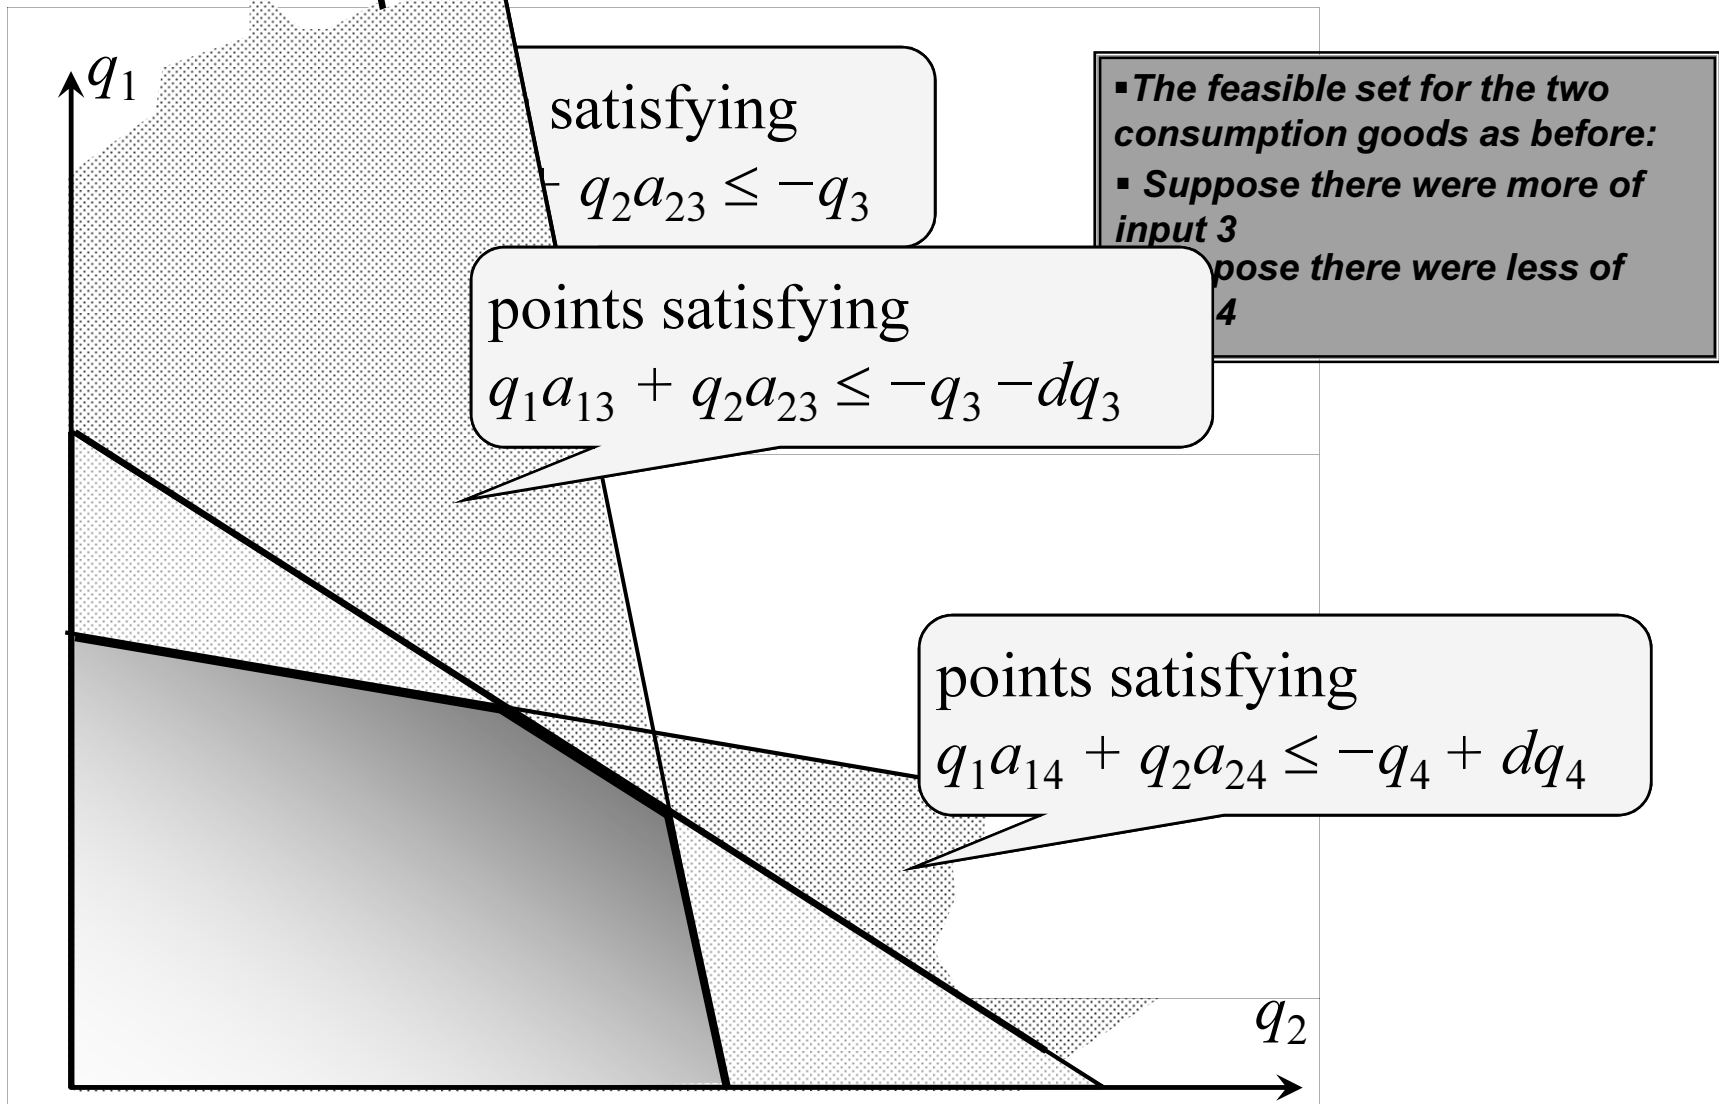 q₁
satisfying
q₂a₂₃ ≤ −q₃
points satisfying
q₁a₁₃ + q₂a₂₃ ≤ −q₃ −dq₃
▪The feasible set for the two
consumption goods as before:
▪ Suppose there were more of
input 3
pose there were less of
4
points satisfying
q₁a₁₄ + q₂a₂₄ ≤ −q₄ + dq₄
q₂